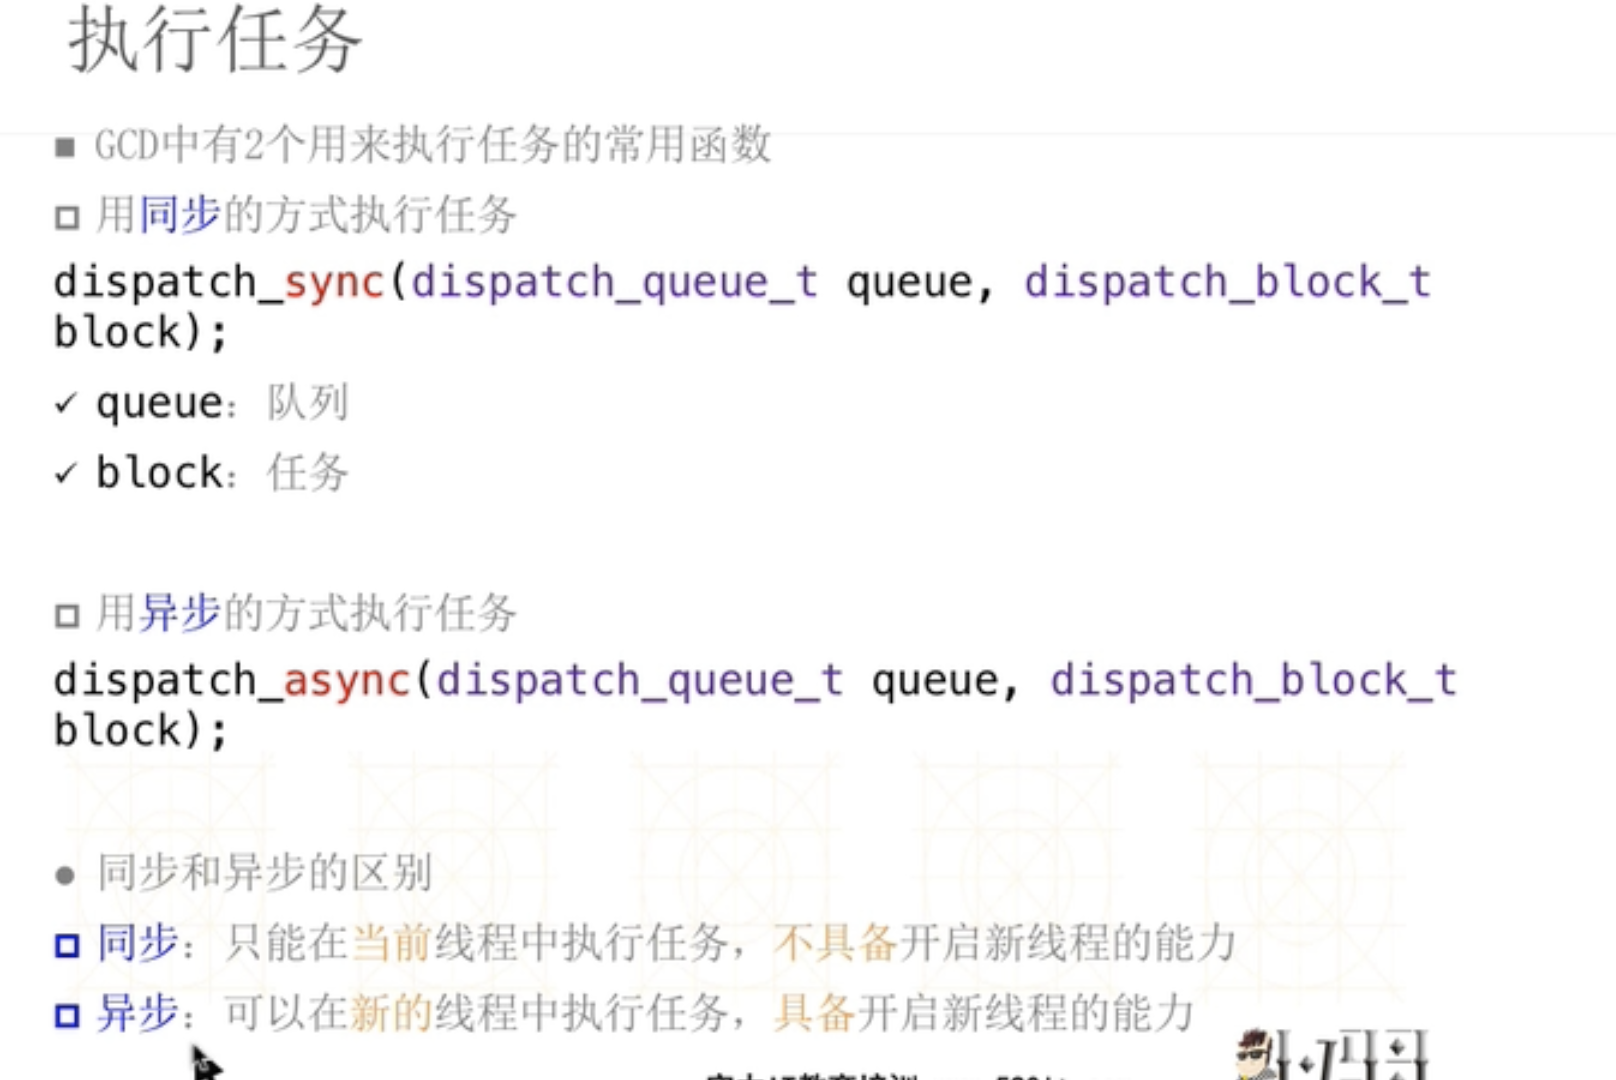 执行任务
GCD中有2个用来执行任务的常用函数
用同步的方式执行任务
dispatch_sync(dispatch_queue_t queue, dispatch_block_t
block);
✓ queue：队列
✓ block：任务
用异步的方式执行任务
dispatch_async(dispatch_queue_t queue, dispatch_block_t
block);
同步和异步的区别
同步：只能在当前线程中执行任务，不具备开启新线程的能力
异步：可以在新的线程中执行任务，具备开启新线程的能力